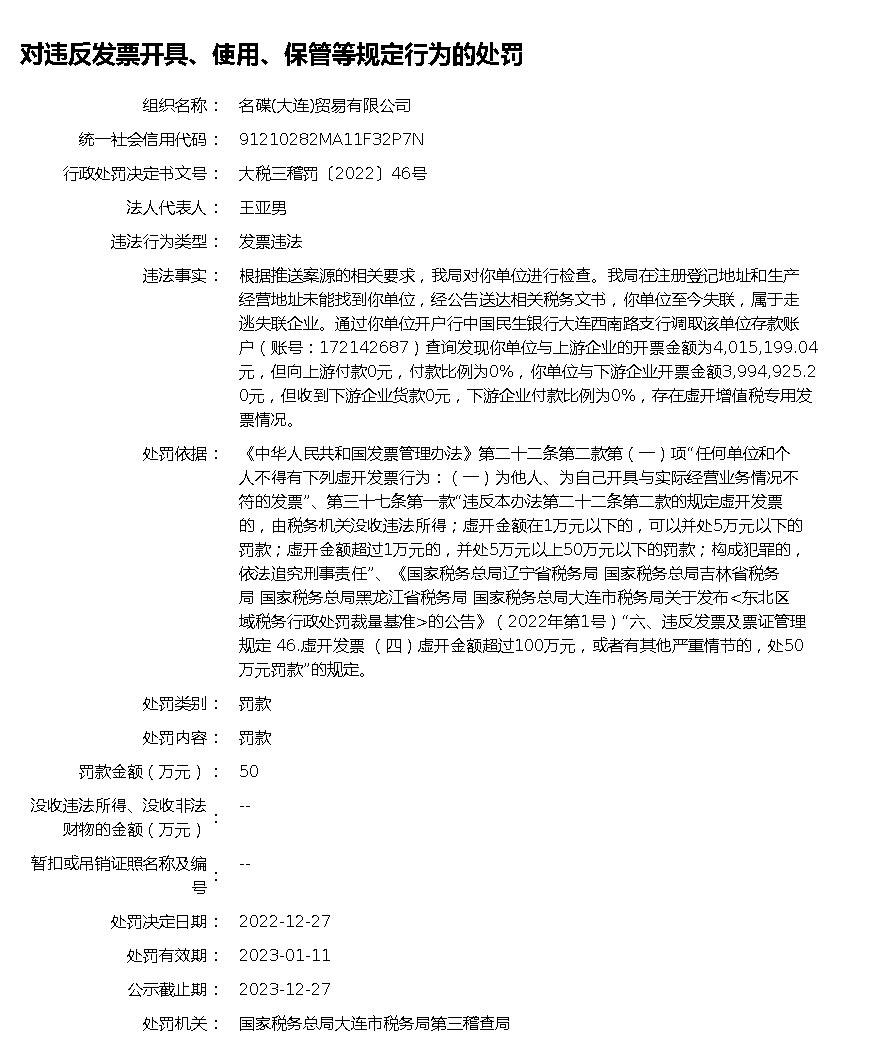 对违反发票开具、使用、保管等规定行为的处罚
组织名称： 名碟(大连)贸易有限公司
统一社会信用代码： 91210282MA11F32P7N
行政处罚决定书文号： 大税三稽罚〔2022〕46号
法人代表人： 王亚男
违法行为类型： 发票违法
违法事实： 根据推送案源的相关要求，我局对你单位进行检查。我局在注册登记地址和生产
经营地址未能找到你单位，经公告送达相关税务文书，你单位至今失联，属于走
逃失联企业。通过你单位开户行中国民生银行大连西南路支行调取该单位存款账
户（账号：172142687）查询发现你单位与上游企业的开票金额为4,015,199.04
元，但向上游付款0元，付款比例为0%，你单位与下游企业开票金额3,994,925.2
0元，但收到下游企业货款0元，下游企业付款比例为0%，存在虚开增值税专用发
票情况。
处罚依据： 《中华人民共和国发票管理办法》第二十二条第二款第（一）项“任何单位和个
人不得有下列虚开发票行为：（一）为他人、为自己开具与实际经营业务情况不
符的发票”、第三十七条第一款“违反本办法第二十二条第二款的规定虚开发票
的，由税务机关没收违法所得；虚开金额在1万元以下的，可以并处5万元以下的
罚款；虚开金额超过1万元的，并处5万元以上50万元以下的罚款；构成犯罪的，
依法追究刑事责任”、《国家税务总局辽宁省税务局 国家税务总局吉林省税务
局 国家税务总局黑龙江省税务局 国家税务总局大连市税务局关于发布<东北区
域税务行政处罚裁量基准>的公告》（2022年第1号）“六、违反发票及票证管理
规定 46.虚开发票 （四）虚开金额超过100万元，或者有其他严重情节的，处50
万元罚款”的规定。
处罚类别： 罚款
处罚内容： 罚款
罚款金额（万元）： 50
没收违法所得、没收非法
财物的金额（万元）： --
暂扣或吊销证照名称及编
号： --
处罚决定日期： 2022-12-27
处罚有效期： 2023-01-11
公示截止期： 2023-12-27
处罚机关： 国家税务总局大连市税务局第三稽查局